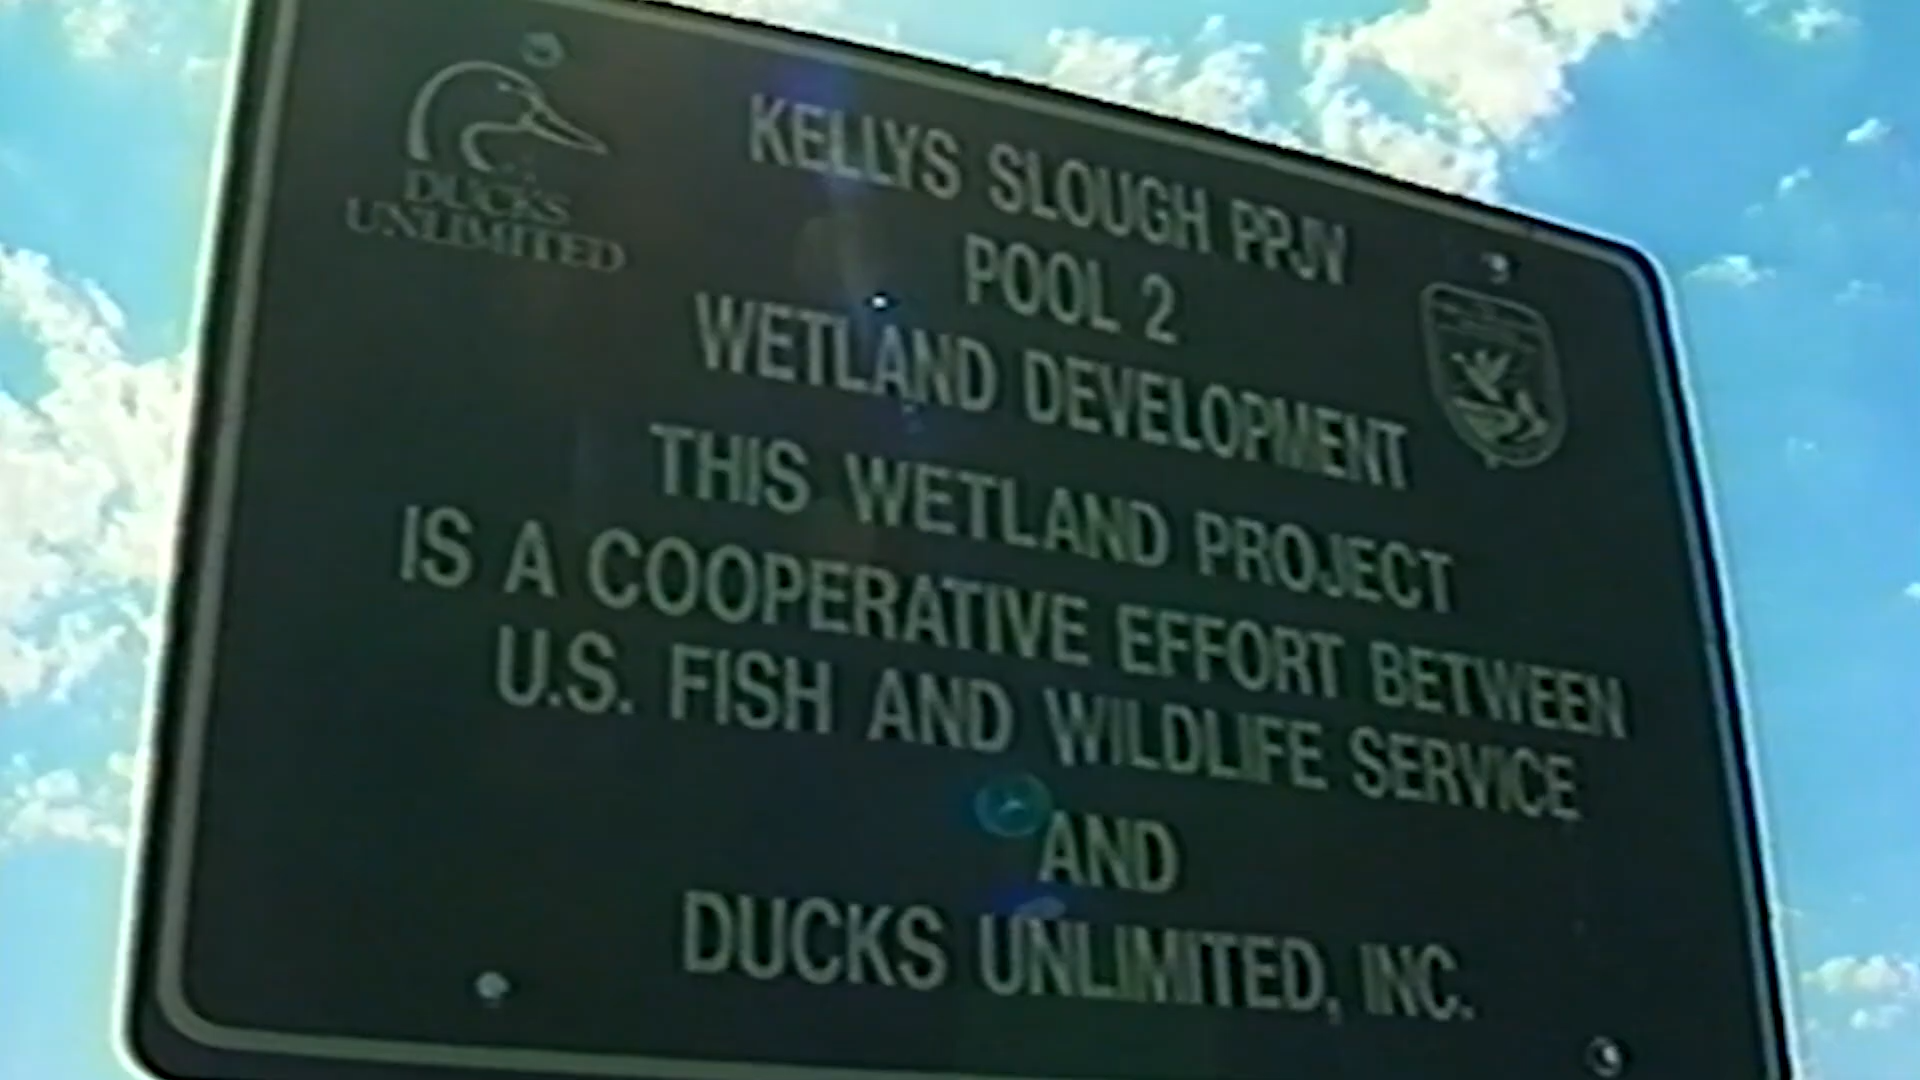 DUCKS
UNLIMITED
KELLYS SLOUGH PPJV
POOL 2
WETLAND DEVELOPMENT
THIS WETLAND PROJECT
IS A COOPERATIVE EFFORT BETWEEN
U.S. FISH AND WILDLIFE SERVICE
AND
DUCKS UNLIMITED, INC.